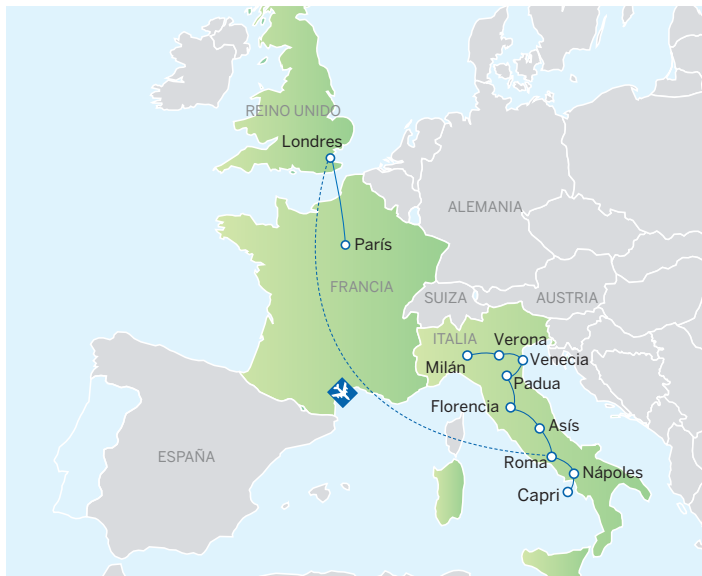 REINO UNIDO
Londres
ALEMANIA
París
FRANCIA
SUIZA
AUSTRIA
ITALIA
Verona
Venecia
Milán
Padua
Florencia
Asís
ESPAÑA
Roma
Nápoles
Capri